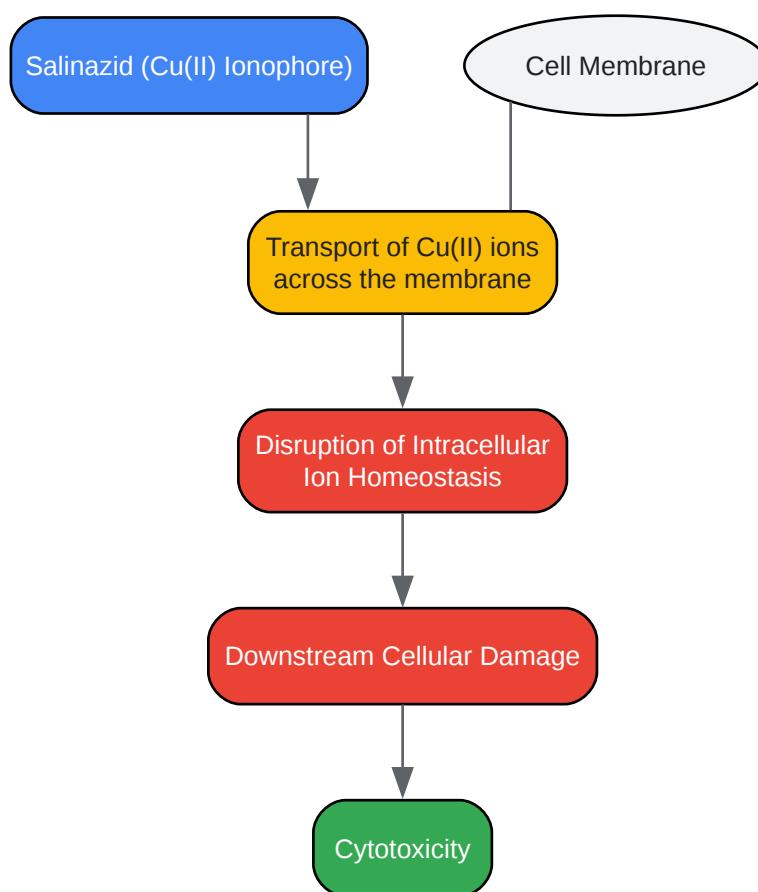 Salinazid (Cu(II) Ionophore)
Cell Membrane
Transport of Cu(II) ions
across the membrane
Disruption of Intracellular
Ion Homeostasis
Downstream Cellular Damage
Cytotoxicity